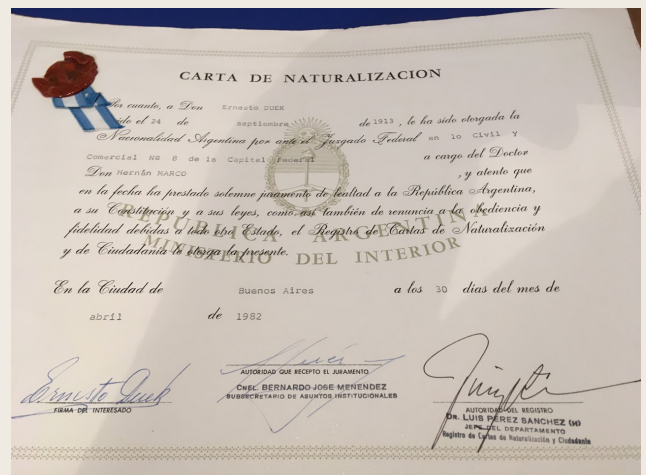 CARTA DE NATURALIZACION
Por cuanto, a Don Ernesto DUEK
ido el 24 de septiembre de 1913, le ha sido otorgada la
Nacionalidad Argentina por ante el Juzgado Federal en lo Civil y
Comercial Nº 8 de la Capital Federal a cargo del Doctor
Don Hernán MARCO , y atento que
en la fecha ha prestado solemne juramento de lealtad a la República Argentina,
a su Constitución y a sus leyes, como así también de renuncia a la obediencia y
REPUBLICA ARGENTINA
fidelidad debidas a todo otro Estado, el Registro de Cartas de Naturalización
MINISTERIO DEL INTERIOR
y de Ciudadanía le otorga la presente.
En la Ciudad de Buenos Aires a los 30 dias del mes de
abril de 1982
Ernesto Duek
FIRMA DEL INTERESADO
AUTORIDAD QUE RECEPTO EL JURAMENTO
CNEL. BERNARDO JOSE MENENDEZ
SUBSECRETARIO DE ASUNTOS INSTITUCIONALES
AUTORIDAD DEL REGISTRO
DR. LUIS PEREZ SANCHEZ (H)
JEFE DEL DEPARTAMENTO
Registro de Cartas de Naturalización y Ciudadanía